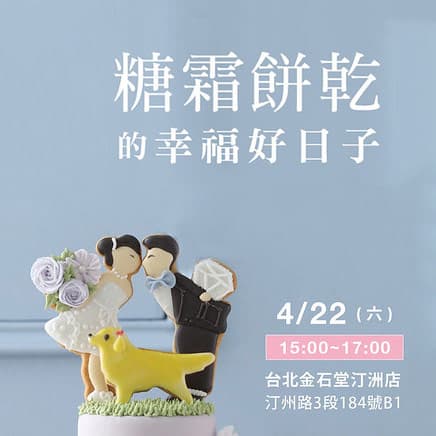 糖霜餅乾
的幸福好日子
4/22 (六)
15:00~17:00
台北金石堂汀洲店
汀州路3段184號B1